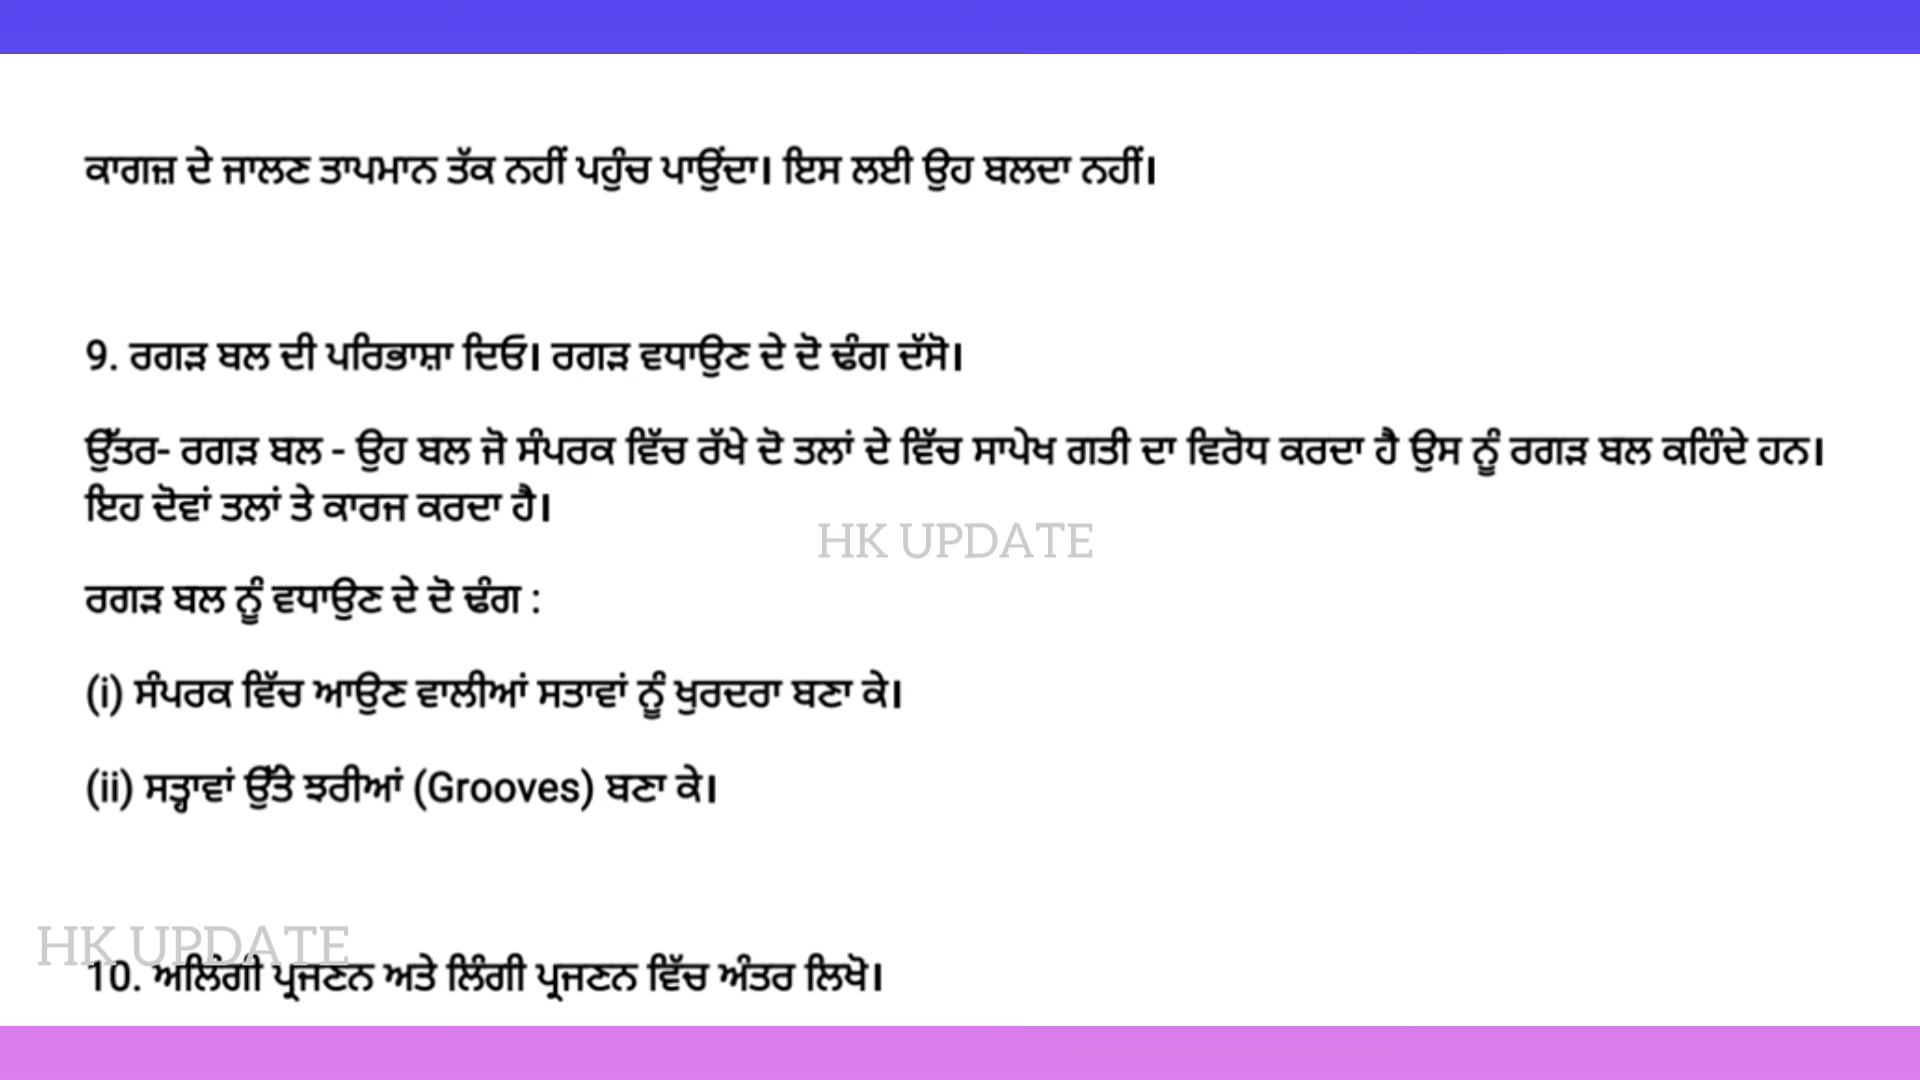 ਕਾਗਜ਼ ਦੇ ਜਾਲਣ ਤਾਪਮਾਨ ਤੱਕ ਨਹੀਂ ਪਹੁੰਚ ਪਾਉਂਦਾ। ਇਸ ਲਈ ਉਹ ਬਲਦਾ ਨਹੀਂ।
9. ਰਗੜ ਬਲ ਦੀ ਪਰਿਭਾਸ਼ਾ ਦਿਓ। ਰਗੜ ਵਧਾਉਣ ਦੇ ਦੋ ਢੰਗ ਦੱਸੋ।
ਉੱਤਰ- ਰਗੜ ਬਲ - ਉਹ ਬਲ ਜੋ ਸੰਪਰਕ ਵਿੱਚ ਰੱਖੇ ਦੋ ਤਲਾਂ ਦੇ ਵਿੱਚ ਸਾਪੇਖ ਗਤੀ ਦਾ ਵਿਰੋਧ ਕਰਦਾ ਹੈ ਉਸ ਨੂੰ ਰਗੜ ਬਲ ਕਹਿੰਦੇ ਹਨ।
ਇਹ ਦੋਵਾਂ ਤਲਾਂ ਤੇ ਕਾਰਜ ਕਰਦਾ ਹੈ।
HK UPDATE
ਰਗੜ ਬਲ ਨੂੰ ਵਧਾਉਣ ਦੇ ਦੋ ਢੰਗ :
(i) ਸੰਪਰਕ ਵਿੱਚ ਆਉਣ ਵਾਲੀਆਂ ਸਤਾਵਾਂ ਨੂੰ ਖੁਰਦਰਾ ਬਣਾ ਕੇ।
(ii) ਸਤ੍ਹਾਵਾਂ ਉੱਤੇ ਝਰੀਆਂ (Grooves) ਬਣਾ ਕੇ।
HK UPDATE
10. ਅਲਿੰਗੀ ਪ੍ਰਜਣਨ ਅਤੇ ਲਿੰਗੀ ਪ੍ਰਜਣਨ ਵਿੱਚ ਅੰਤਰ ਲਿਖੋ।